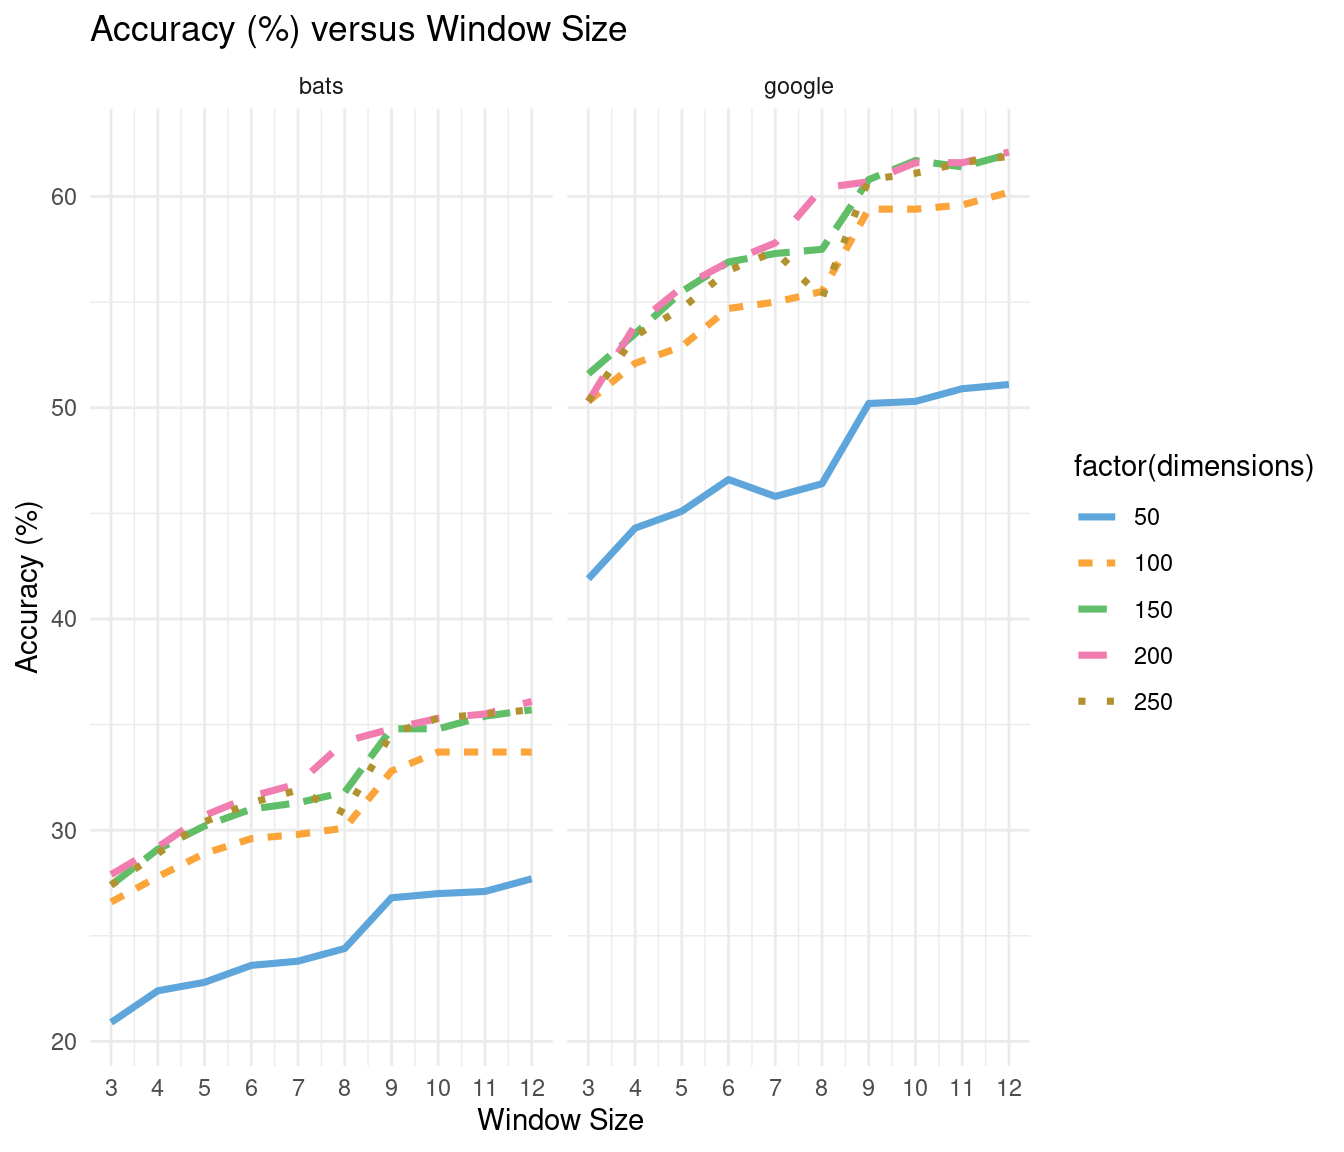 Accuracy (%) versus Window Size
bats
google
60
50
40
30
20
Accuracy (%)
3 4 5 6 7 8 9 10 11 12
3 4 5 6 7 8 9 10 11 12
Window Size
factor(dimensions)
50
100
150
200
250